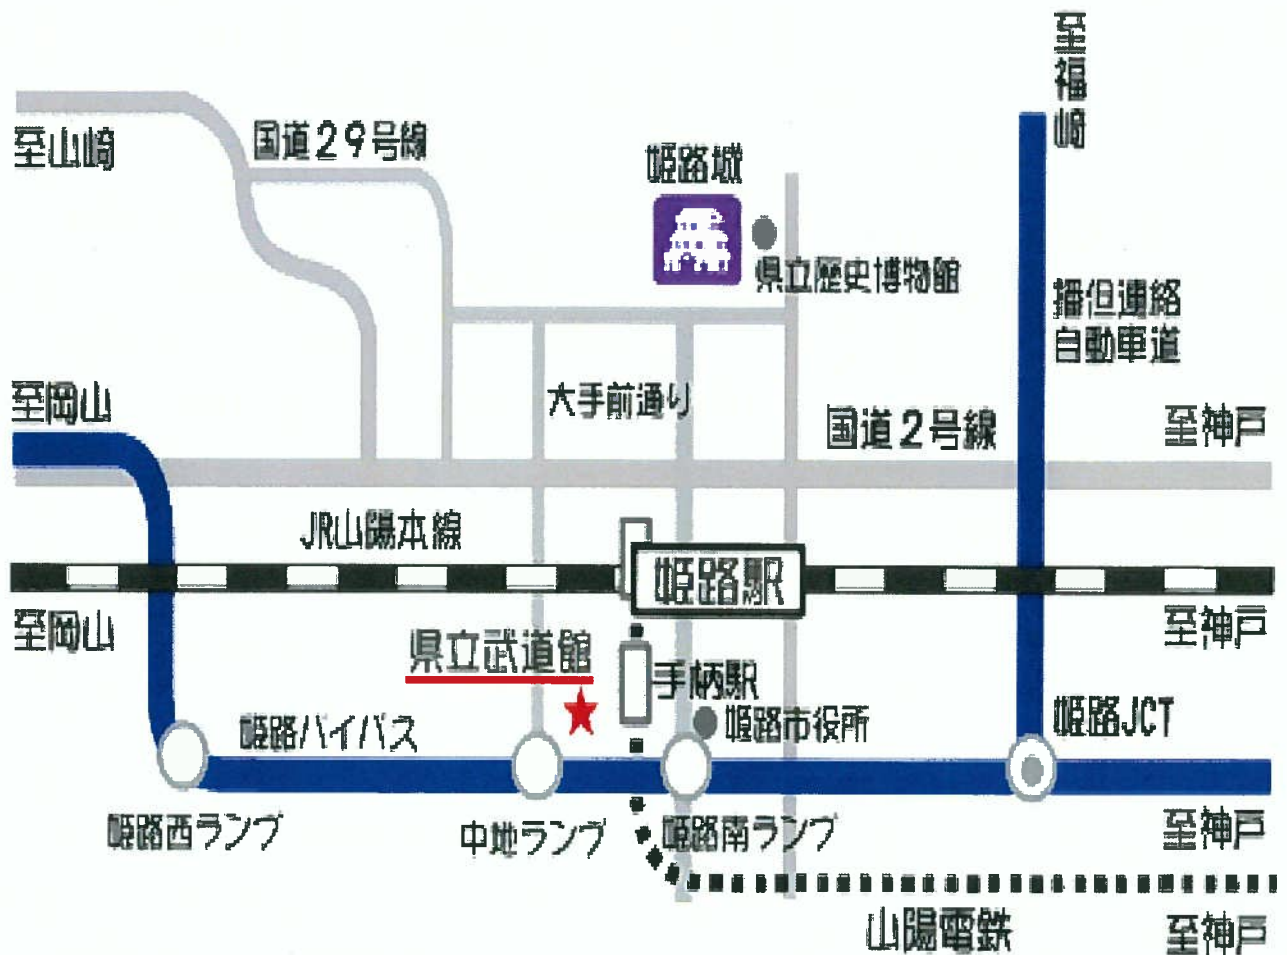 至福崎
至山崎
国道29号線
姫路城
県立歴史博物館
播但連絡
自動車道
至岡山
大手前通り
国道2号線
至神戸
JR山陽本線
姫路駅
至岡山
至神戸
県立武道館
手柄駅
姫路バイパス
姫路市役所
姫路JCT
姫路西ランプ
中地ランプ
姫路南ランプ
至神戸
山陽電鉄
至神戸